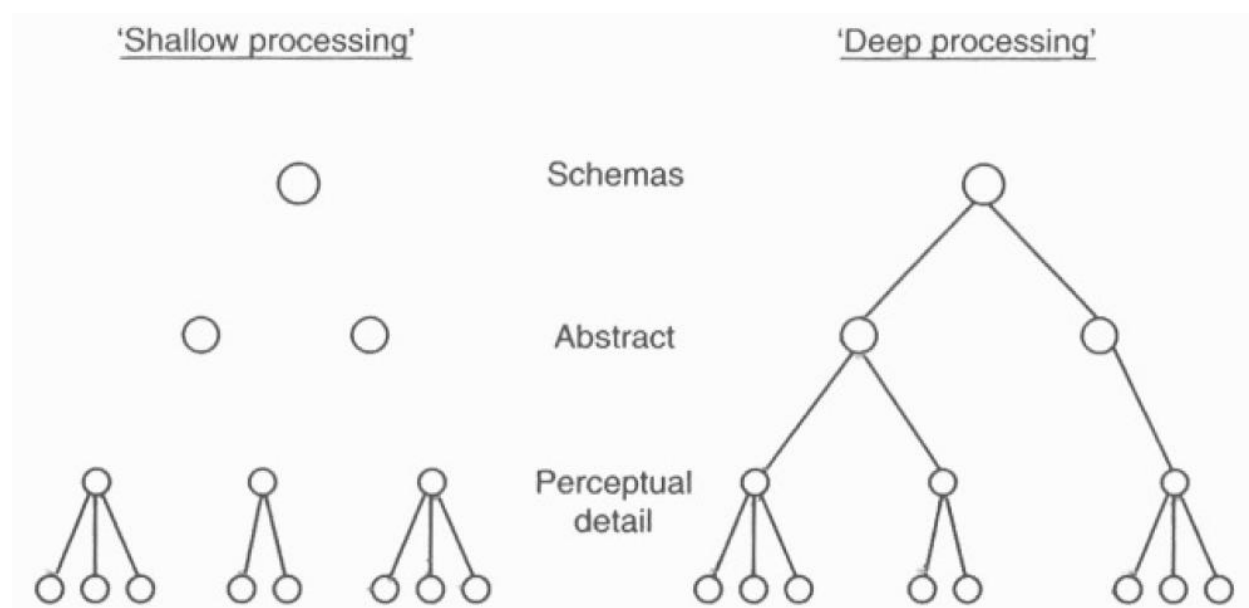 'Shallow processing'
'Deep processing'
Schemas
Abstract
Perceptual
detail